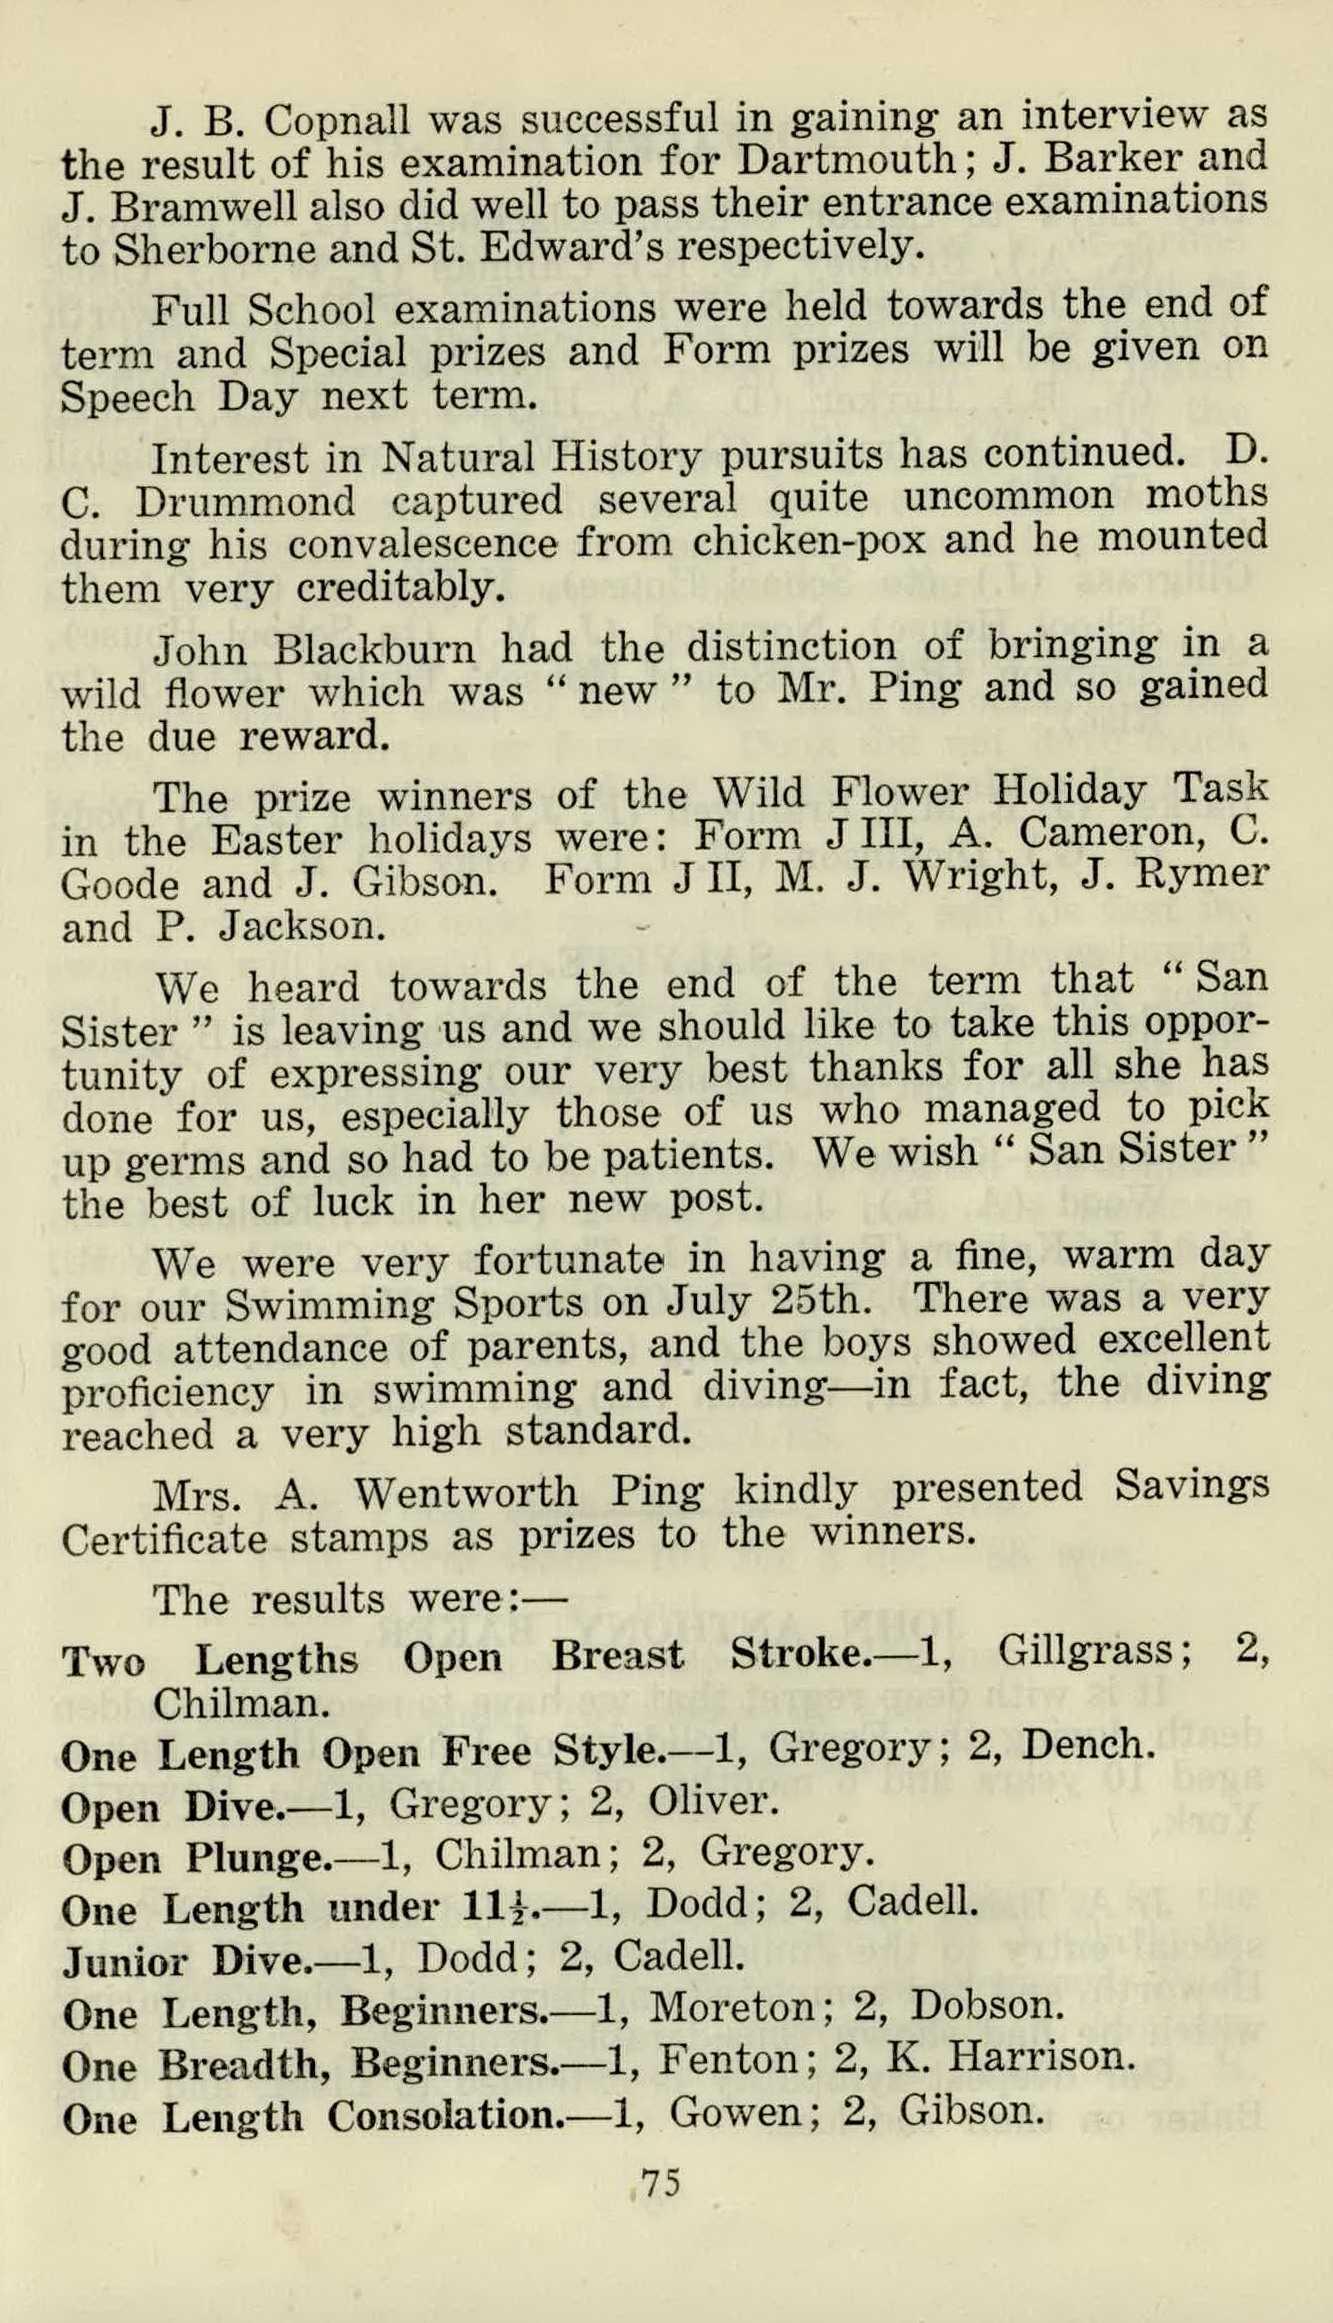 J. B. Copnall was successful in gaining an interview as
the result of his examination for Dartmouth; J. Barker and
J. Bramwell also did well to pass their entrance examinations
to Sherborne and St. Edward's respectively.
Full School examinations were held towards the end of
term and Special prizes and Form prizes will be given on
Speech Day next term.
Interest in Natural History pursuits has continued. D.
C. Drummond captured several quite uncommon moths
during his convalescence from chicken-pox and he mounted
them very creditably.
John Blackburn had the distinction of bringing in a
wild flower which was “ new ” to Mr. Ping and so gained
the due reward.
The prize winners of the Wild Flower Holiday Task
in the Easter holidays were: Form J III, A. Cameron, C.
Goode and J. Gibson. Form J II, M. J. Wright, J. Rymer
and P. Jackson.
We heard towards the end of the term that “ San
Sister ” is leaving us and we should like to take this oppor-
tunity of expressing our very best thanks for all she has
done for us, especially those of us who managed to pick
up germs and so had to be patients. We wish “ San Sister ”
the best of luck in her new post.
We were very fortunate in having a fine, warm day
for our Swimming Sports on July 25th. There was a very
good attendance of parents, and the boys showed excellent
proficiency in swimming and diving—in fact, the diving
reached a very high standard.
Mrs. A. Wentworth Ping kindly presented Savings
Certificate stamps as prizes to the winners.
The results were:—
Two Lengths Open Breast Stroke.—1, Gillgrass; 2,
Chilman.
One Length Open Free Style.—1, Gregory; 2, Dench.
Open Dive.—1, Gregory; 2, Oliver.
Open Plunge.—1, Chilman; 2, Gregory.
One Length under 11½.—1, Dodd; 2, Cadell.
Junior Dive.—1, Dodd; 2, Cadell.
One Length, Beginners.—1, Moreton; 2, Dobson.
One Breadth, Beginners.—1, Fenton; 2, K. Harrison.
One Length Consolation.—1, Gowen; 2, Gibson.
75